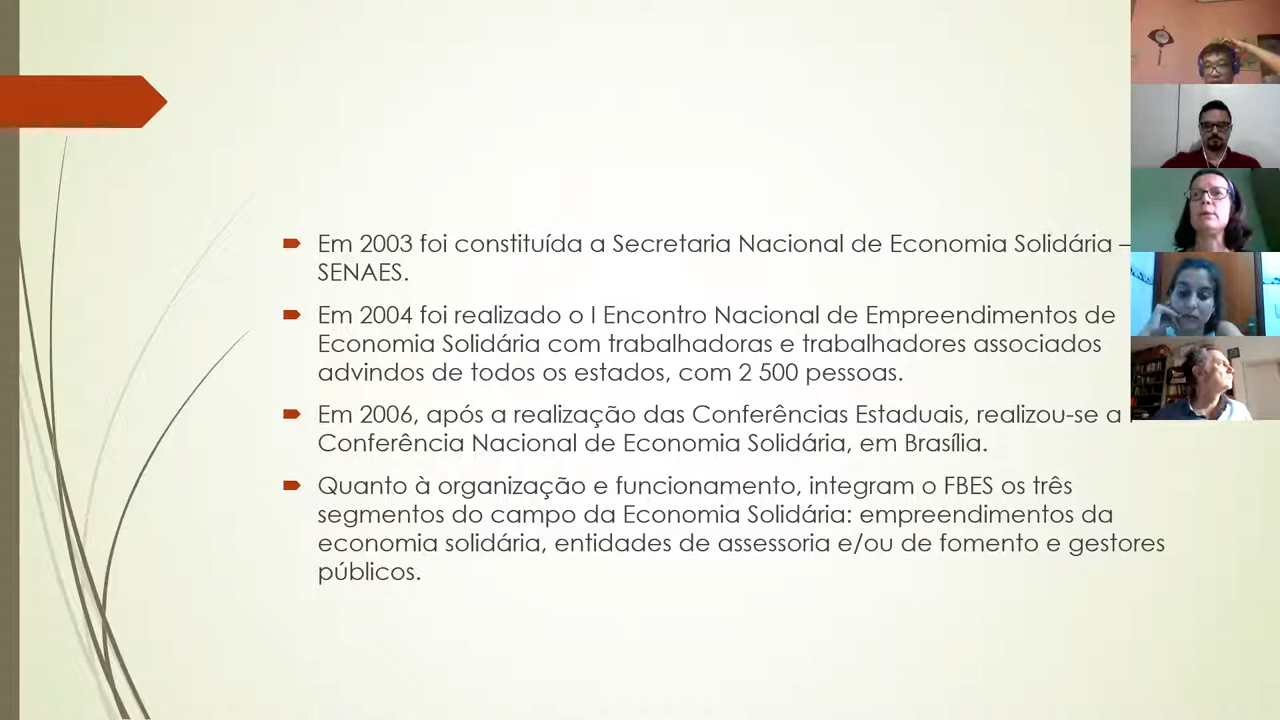 Em 2003 foi constituída a Secretaria Nacional de Economia Solidária –
SENAES.
Em 2004 foi realizado o I Encontro Nacional de Empreendimentos de
Economia Solidária com trabalhadoras e trabalhadores associados
advindos de todos os estados, com 2 500 pessoas.
Em 2006, após a realização das Conferências Estaduais, realizou-se a
Conferência Nacional de Economia Solidária, em Brasília.
Quanto à organização e funcionamento, integram o FBES os três
segmentos do campo da Economia Solidária: empreendimentos da
economia solidária, entidades de assessoria e/ou de fomento e gestores
públicos.